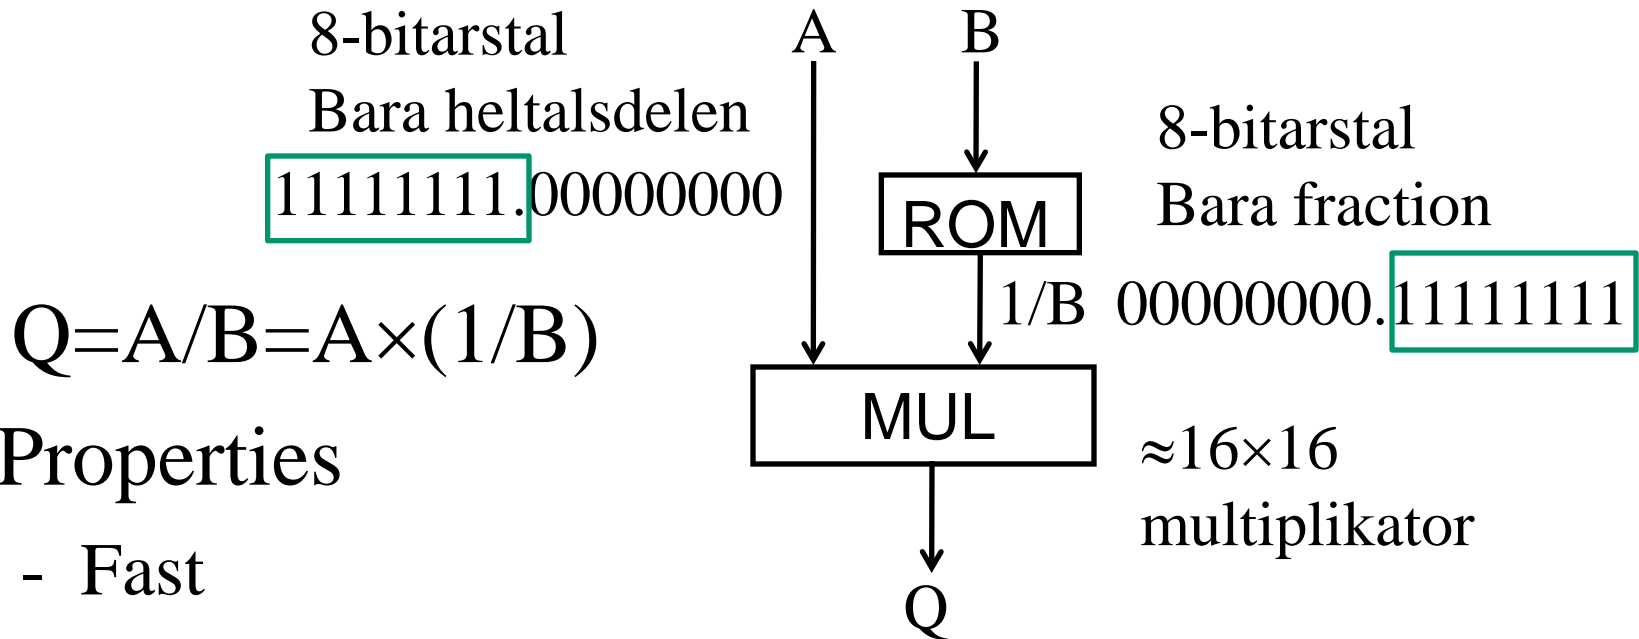 8-bitarstal
Bara heltalsdelen
11111111.00000000
A B
ROM
8-bitarstal
Bara fraction
1/B 00000000.11111111
Q=A/B=A×(1/B)
MUL
≈16×16
multiplikator
Properties
- Fast
Q